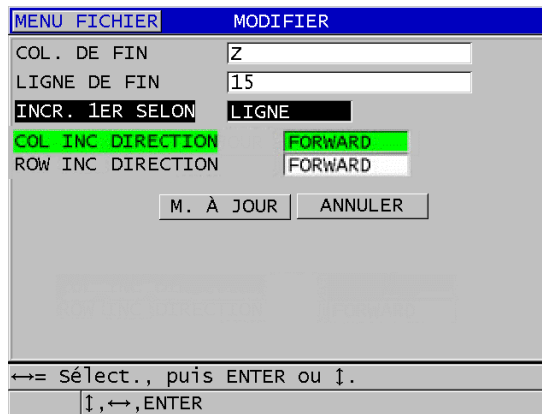 MENU FICHIER MODIFIER
COL. DE FIN Z
LIGNE DE FIN 15
INCR. 1ER SELON LIGNE
COL INC DIRECTION FORWARD
ROW INC DIRECTION FORWARD
M. À JOUR ANNULER
↔= Sélect., puis ENTER ou ↕.
↕,↔,ENTER